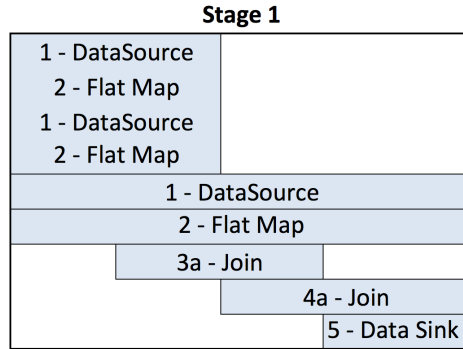 Stage 1
1 - DataSource
2 - Flat Map
1 - DataSource
2 - Flat Map
1 - DataSource
2 - Flat Map
3a - Join
4a - Join
5 - Data Sink